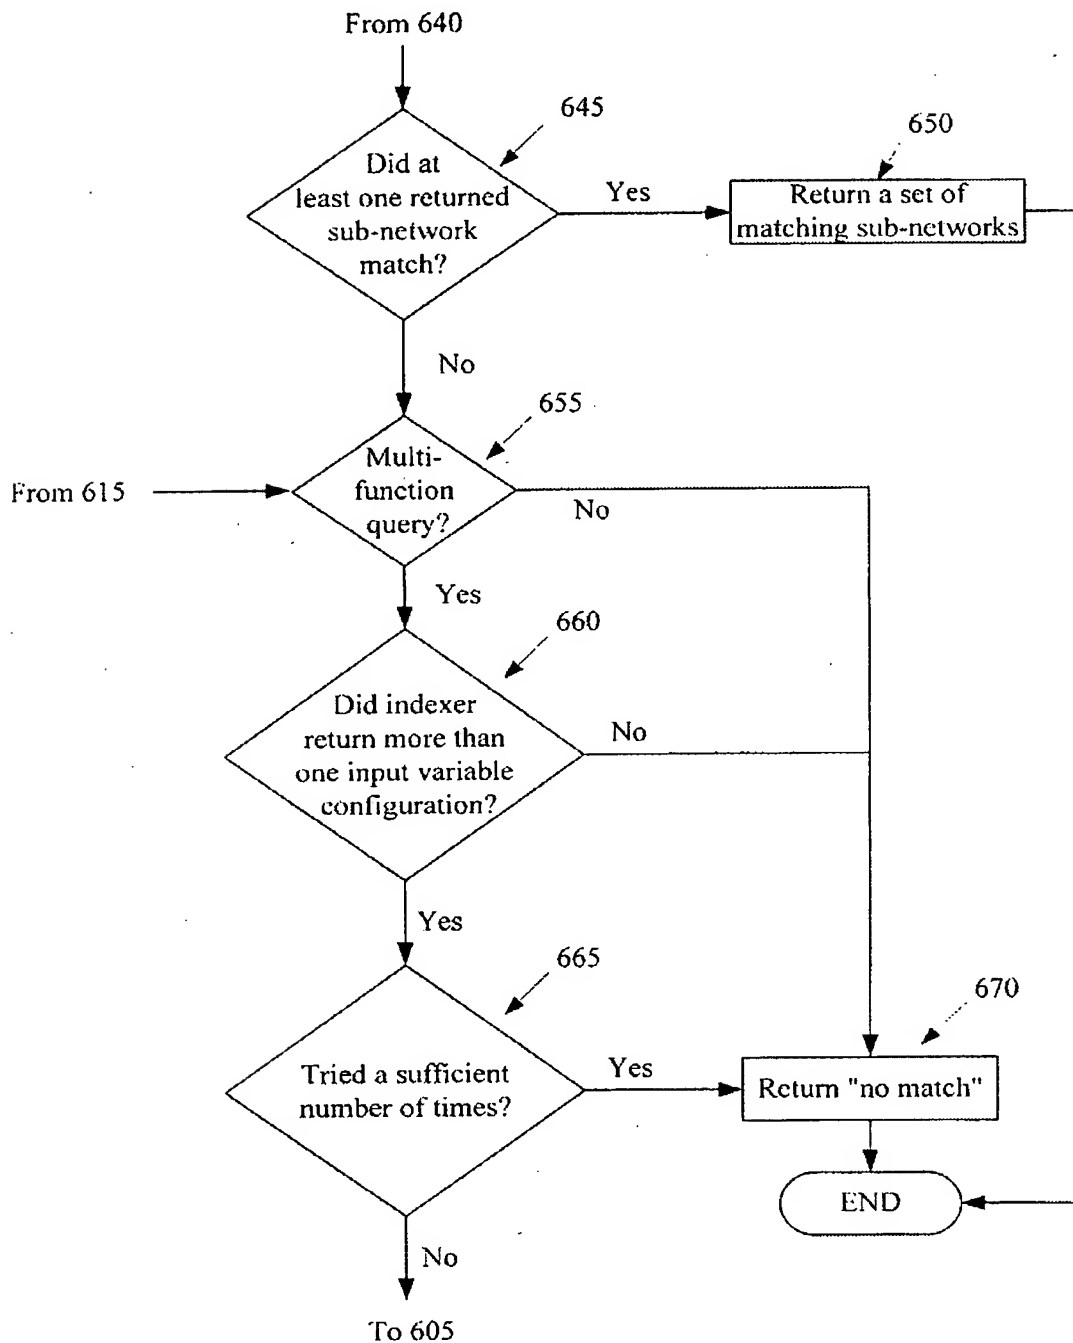 From 640
645
650
Did at
least one returned
sub-network
match?
Yes
Return a set of
matching sub-networks
No
655
From 615
Multi-
function
query?
No
Yes
660
Did indexer
return more than
one input variable
configuration?
No
Yes
665
670
Tried a sufficient
number of times?
Yes
Return "no match"
END
No
To 605